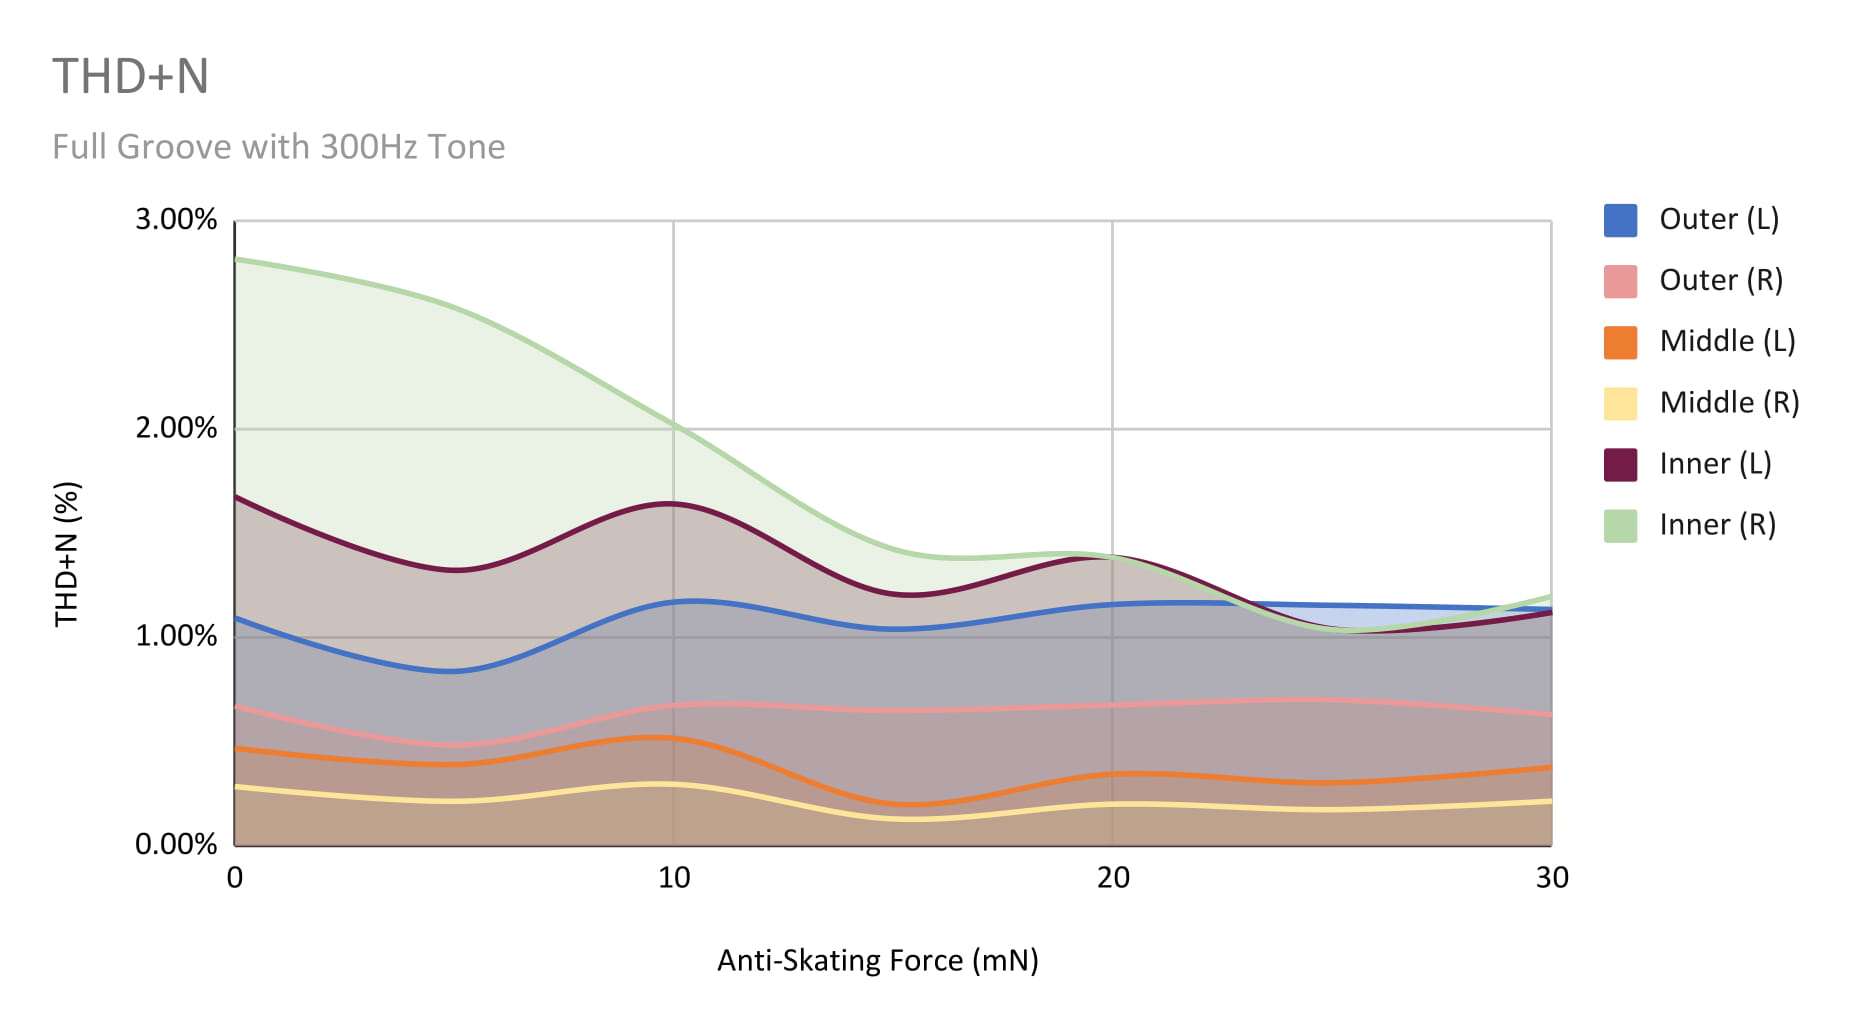 THD+N
Full Groove with 300Hz Tone
3.00%
2.00%
1.00%
0.00%
THD+N (%)
0
10
20
30
Anti-Skating Force (mN)
Outer (L)
Outer (R)
Middle (L)
Middle (R)
Inner (L)
Inner (R)